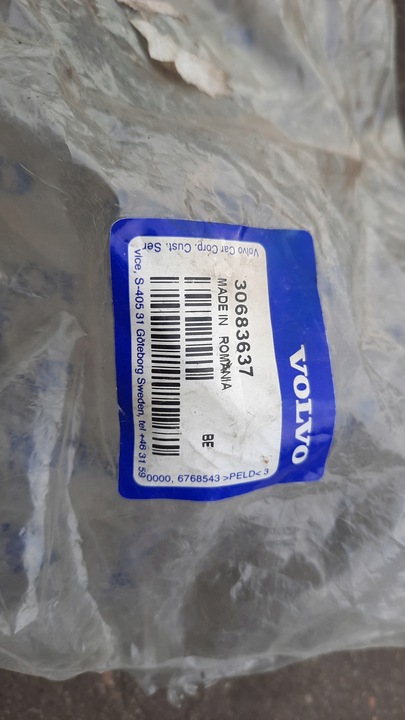 VOLVO
30683637
MADE IN ROMANIA
BE
Volvo Car Corp. Cust. Ser
vice, S-405 31 Göteborg Sweden, tel +46 31 59
0000, 6768543 >PELD< 3